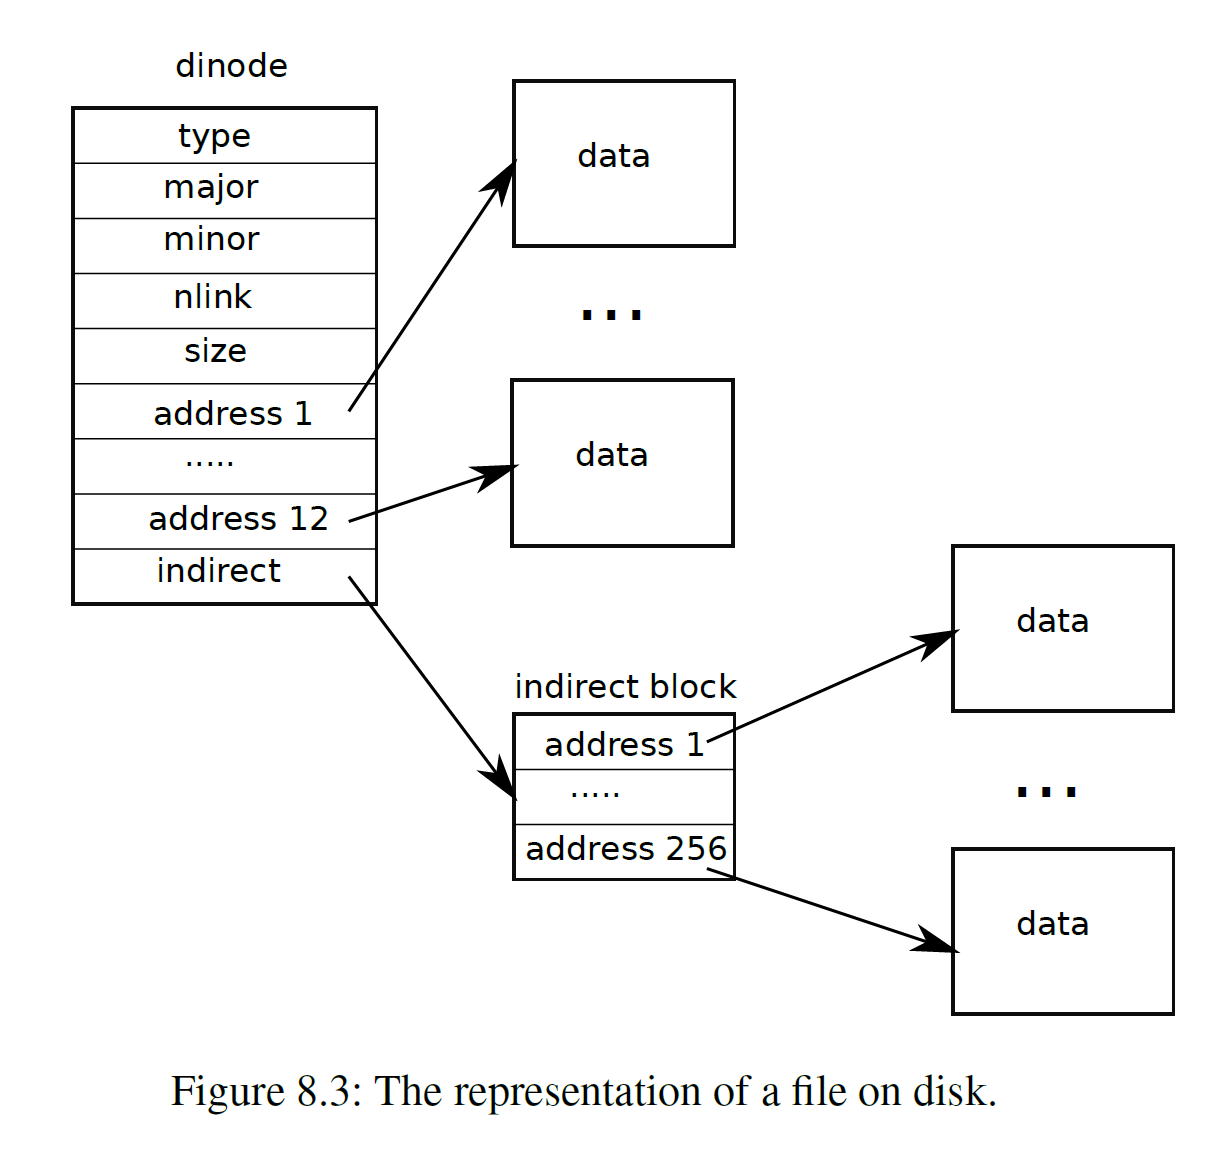 dinode
type
major
minor
nlink
size
address 1
.....
address 12
indirect
data
...
data
indirect block
address 1
.....
address 256
data
...
data
Figure 8.3: The representation of a file on disk.